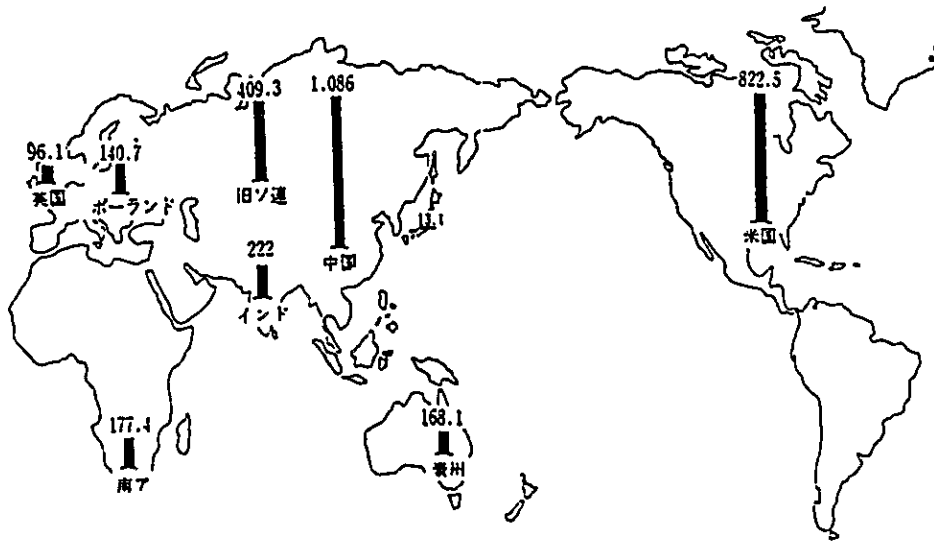 409.3
1.086
822.5
96.1
140.7
英国
ポーランド
旧ソ連
13.1
米国
222
中国
インド
177.4
168.1
豪州
南ア